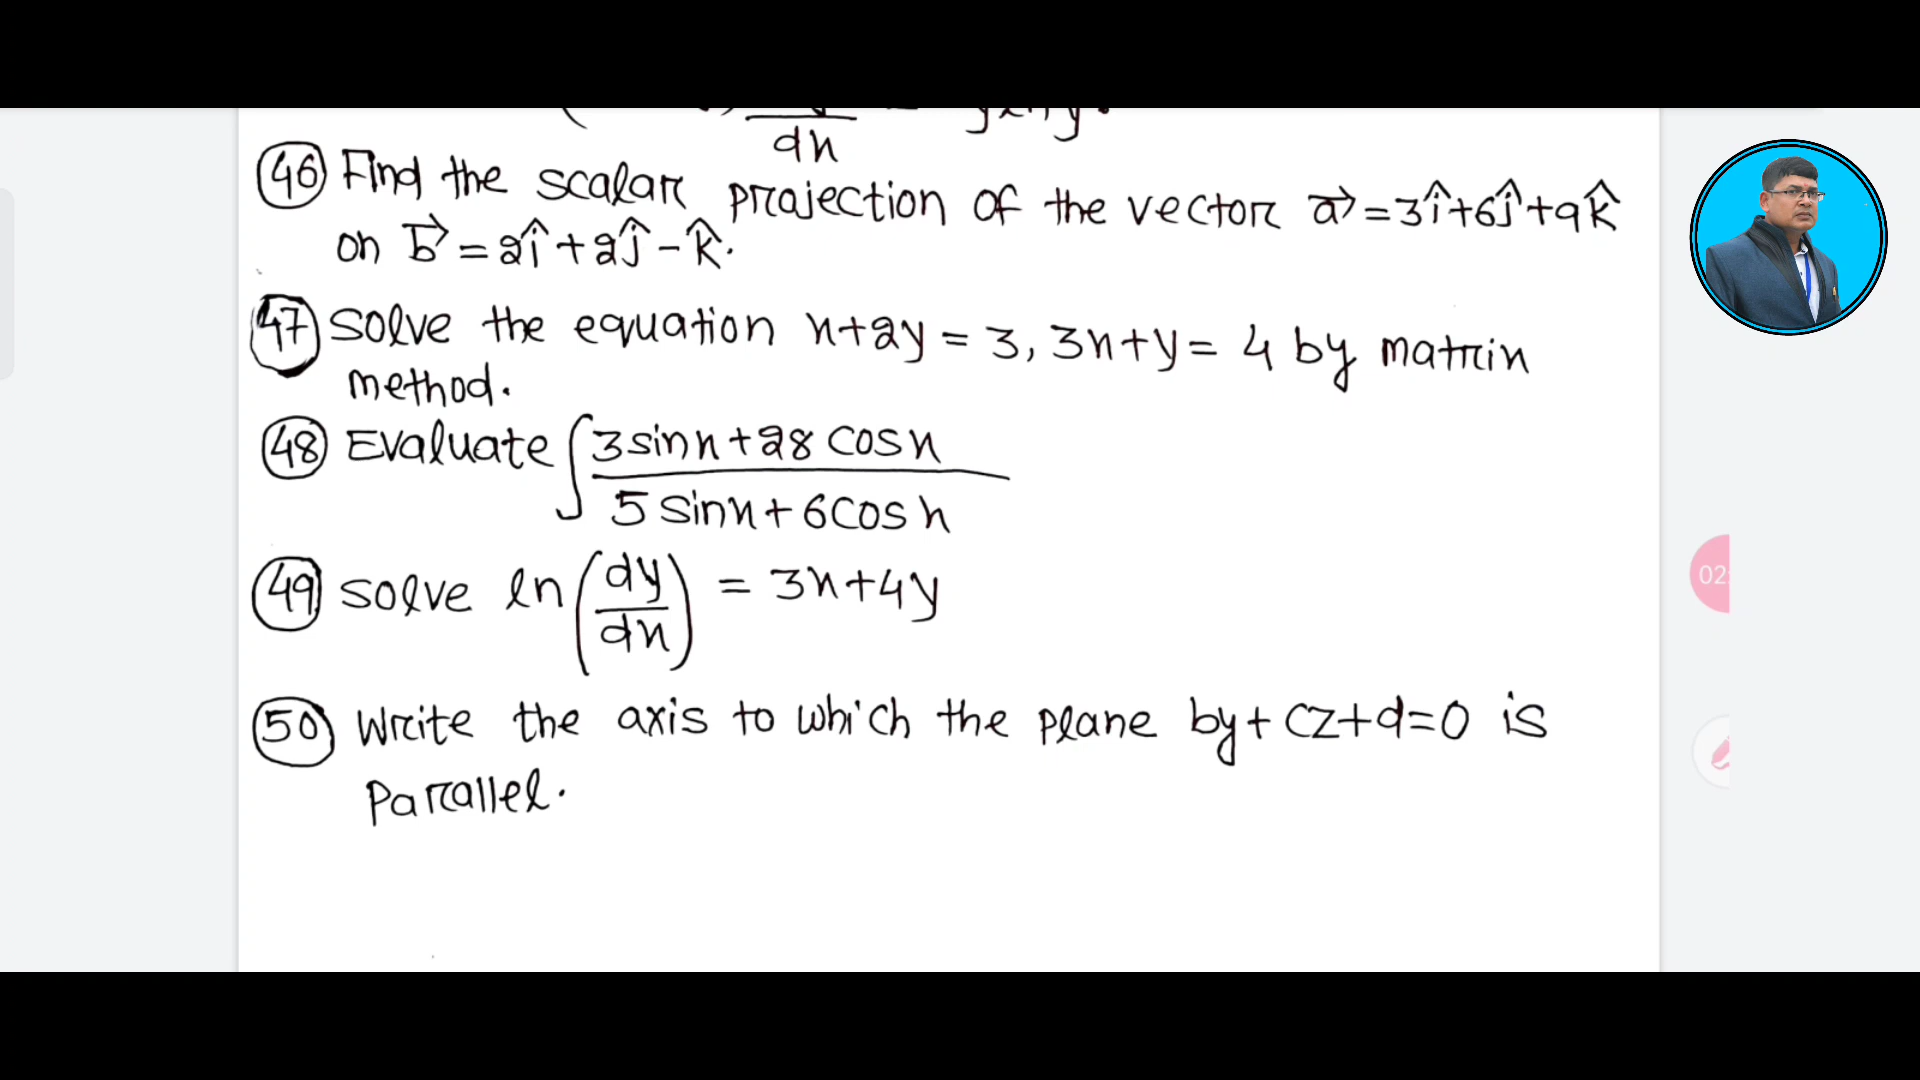 dx
(46) Find the scalar projection of the vector a⃗ = 3î+6ĵ+9k̂
on b⃗ = 2î+2ĵ-k̂.
(47) Solve the equation x+2y = 3, 3x+y = 4 by matrix
method.
(48) Evaluate ∫ (3 sin x + 28 cos x) / (5 sin x + 6 cos x)
(49) Solve ln (dy/dx) = 3x+4y
(50) Write the axis to which the plane by+cz+d=0 is
parallel.
02